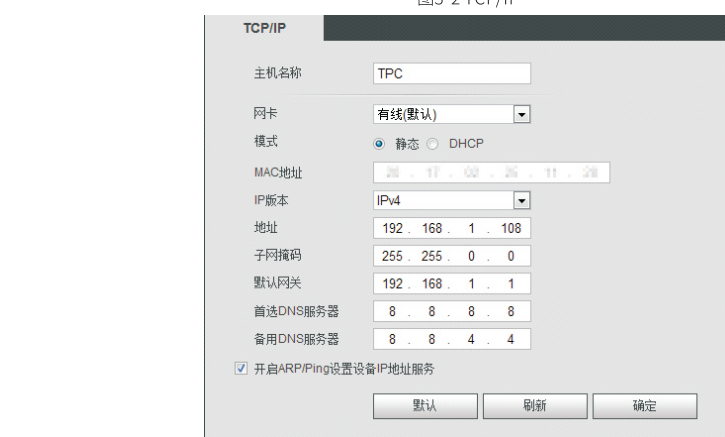 图5-2 TCP/IP
TCP/IP
主机名称 TPC
网卡 有线(默认)
模式 静态 DHCP
MAC地址
IP版本 IPv4
地址 192 . 168 . 1 . 108
子网掩码 255 . 255 . 0 . 0
默认网关 192 . 168 . 1 . 1
首选DNS服务器 8 . 8 . 8 . 8
备用DNS服务器 8 . 8 . 4 . 4
开启ARP/Ping设置设备IP地址服务
默认 刷新 确定